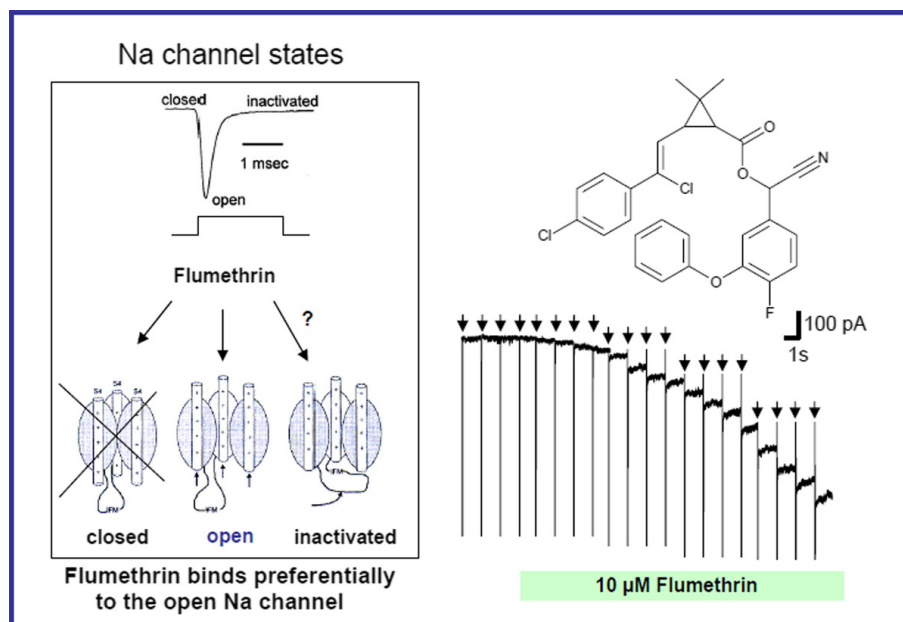 Na channel states
closed
inactivated
1 msec
open
Flumethrin
?
S4
S4
S4
IFM
IFM
IFM
closed
open
inactivated
Flumethrin binds preferentially
to the open Na channel
O
N
O
Cl
Cl
O
F
100 pA
1s
10 µM Flumethrin